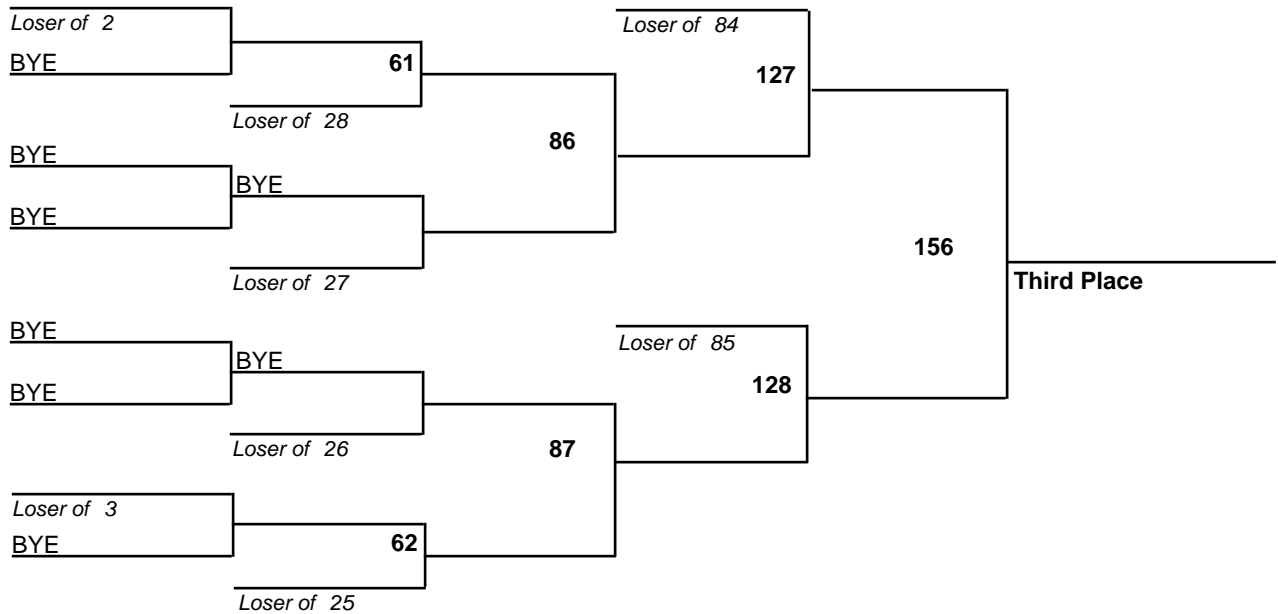 Loser of 2
Loser of 84
BYE
61
127
Loser of 28
86
BYE
BYE
BYE
156
Loser of 27
Third Place
BYE
Loser of 85
BYE
BYE
128
Loser of 26
87
Loser of 3
BYE
62
Loser of 25